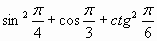 sin² π/4 + cos π/3 + ctg² π/6